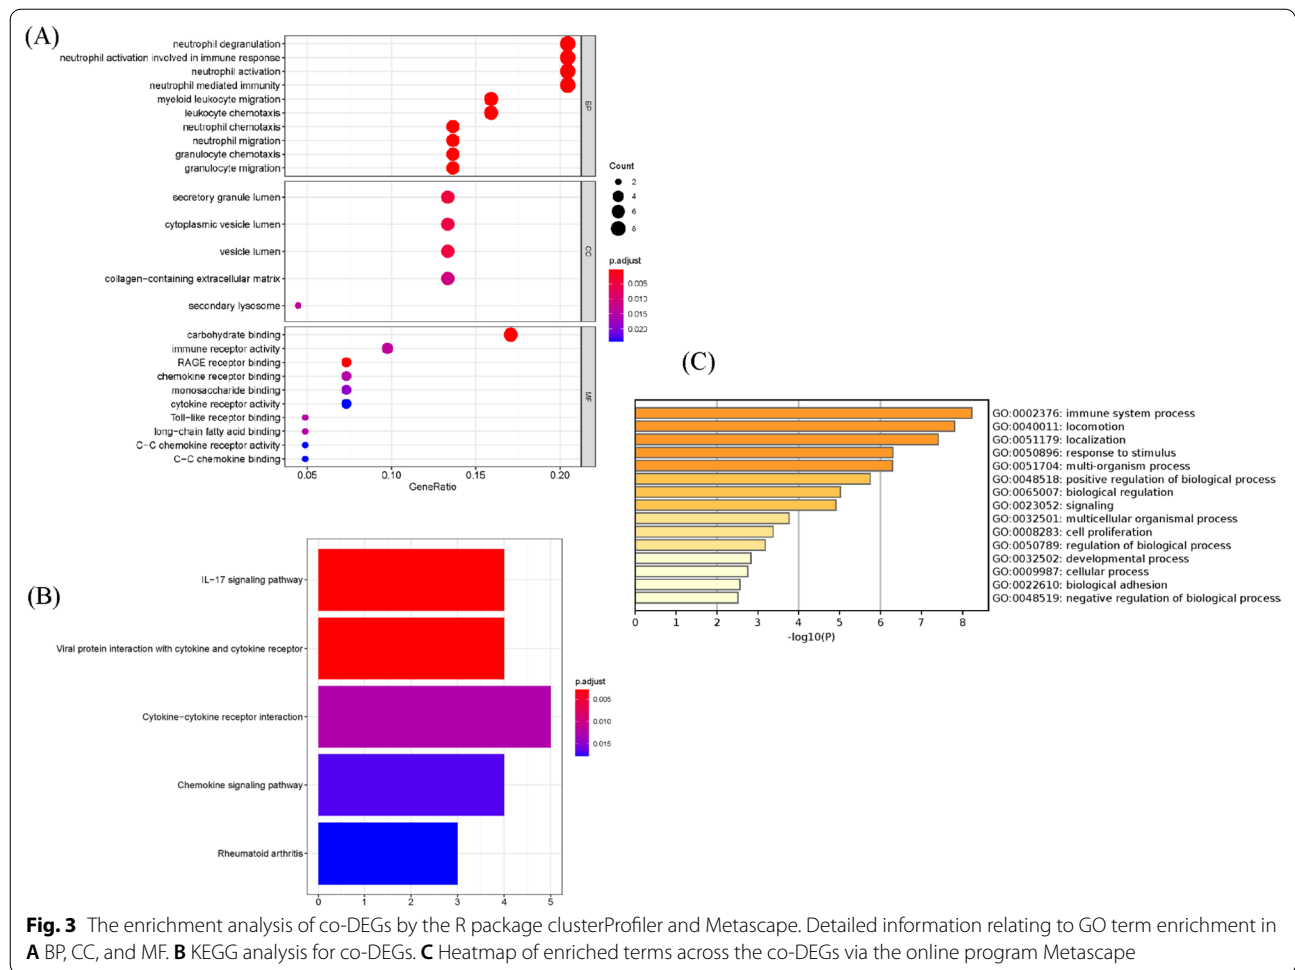 (A)
neutrophil degranulation
neutrophil activation involved in immune response
neutrophil activation
neutrophil mediated immunity
myeloid leukocyte migration
leukocyte chemotaxis
neutrophil chemotaxis
neutrophil migration
granulocyte chemotaxis
granulocyte migration
BP
secretory granule lumen
cytoplasmic vesicle lumen
vesicle lumen
collagen−containing extracellular matrix
secondary lysosome
CC
carbohydrate binding
immune receptor activity
RAGE receptor binding
chemokine receptor binding
monosaccharide binding
cytokine receptor activity
Toll−like receptor binding
long−chain fatty acid binding
C−C chemokine receptor activity
C−C chemokine binding
MF
0.05 0.10 0.15 0.20
GeneRatio
Count
2
4
6
8
p.adjust
0.005
0.010
0.015
0.020
(B)
IL−17 signaling pathway
Viral protein interaction with cytokine and cytokine receptor
Cytokine−cytokine receptor interaction
Chemokine signaling pathway
Rheumatoid arthritis
0 1 2 3 4 5
p.adjust
0.005
0.010
0.015
(C)
GO:0002376: immune system process
GO:0040011: locomotion
GO:0051179: localization
GO:0050896: response to stimulus
GO:0051704: multi-organism process
GO:0048518: positive regulation of biological process
GO:0065007: biological regulation
GO:0023052: signaling
GO:0032501: multicellular organismal process
GO:0008283: cell proliferation
GO:0050789: regulation of biological process
GO:0032502: developmental process
GO:0009987: cellular process
GO:0022610: biological adhesion
GO:0048519: negative regulation of biological process
0 1 2 3 4 5 6 7 8
-log10(P)
Fig. 3 The enrichment analysis of co-DEGs by the R package clusterProfiler and Metascape. Detailed information relating to GO term enrichment in
A BP, CC, and MF. B KEGG analysis for co-DEGs. C Heatmap of enriched terms across the co-DEGs via the online program Metascape